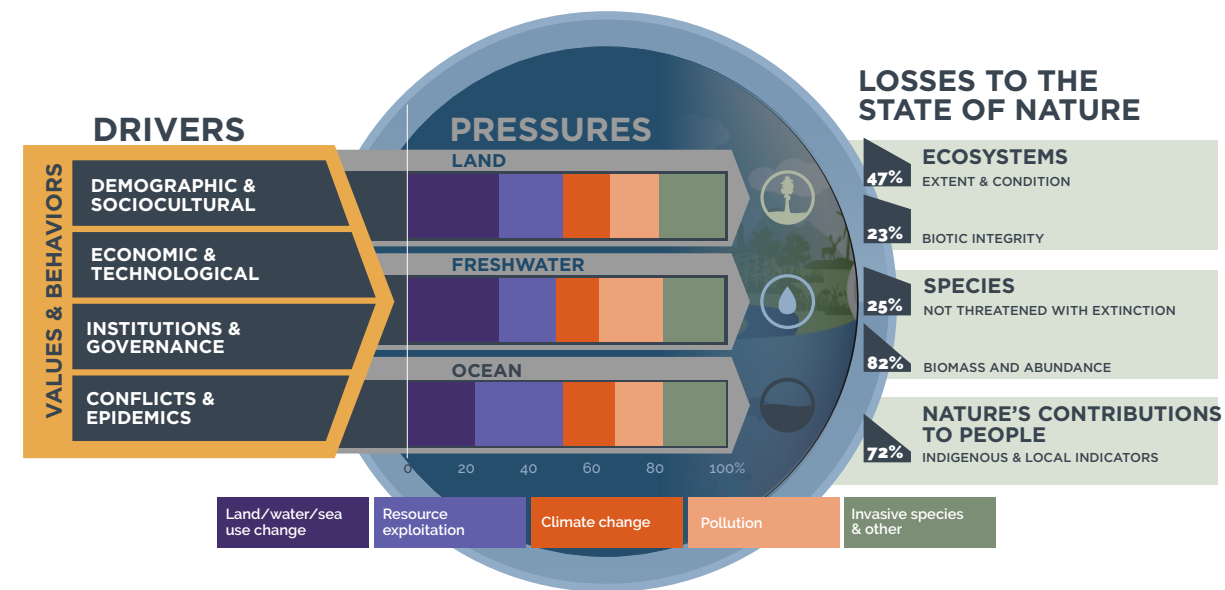 DRIVERS
VALUES & BEHAVIORS
DEMOGRAPHIC &
SOCIOCULTURAL
ECONOMIC &
TECHNOLOGICAL
INSTITUTIONS &
GOVERNANCE
CONFLICTS &
EPIDEMICS
PRESSURES
LAND
FRESHWATER
OCEAN
0 20 40 60 80 100%
LOSSES TO THE
STATE OF NATURE
ECOSYSTEMS
47% EXTENT & CONDITION
23% BIOTIC INTEGRITY
SPECIES
25% NOT THREATENED WITH EXTINCTION
82% BIOMASS AND ABUNDANCE
NATURE’S CONTRIBUTIONS
TO PEOPLE
72% INDIGENOUS & LOCAL INDICATORS
Land/water/sea
use change
Resource
exploitation
Climate change
Pollution
Invasive species
& other